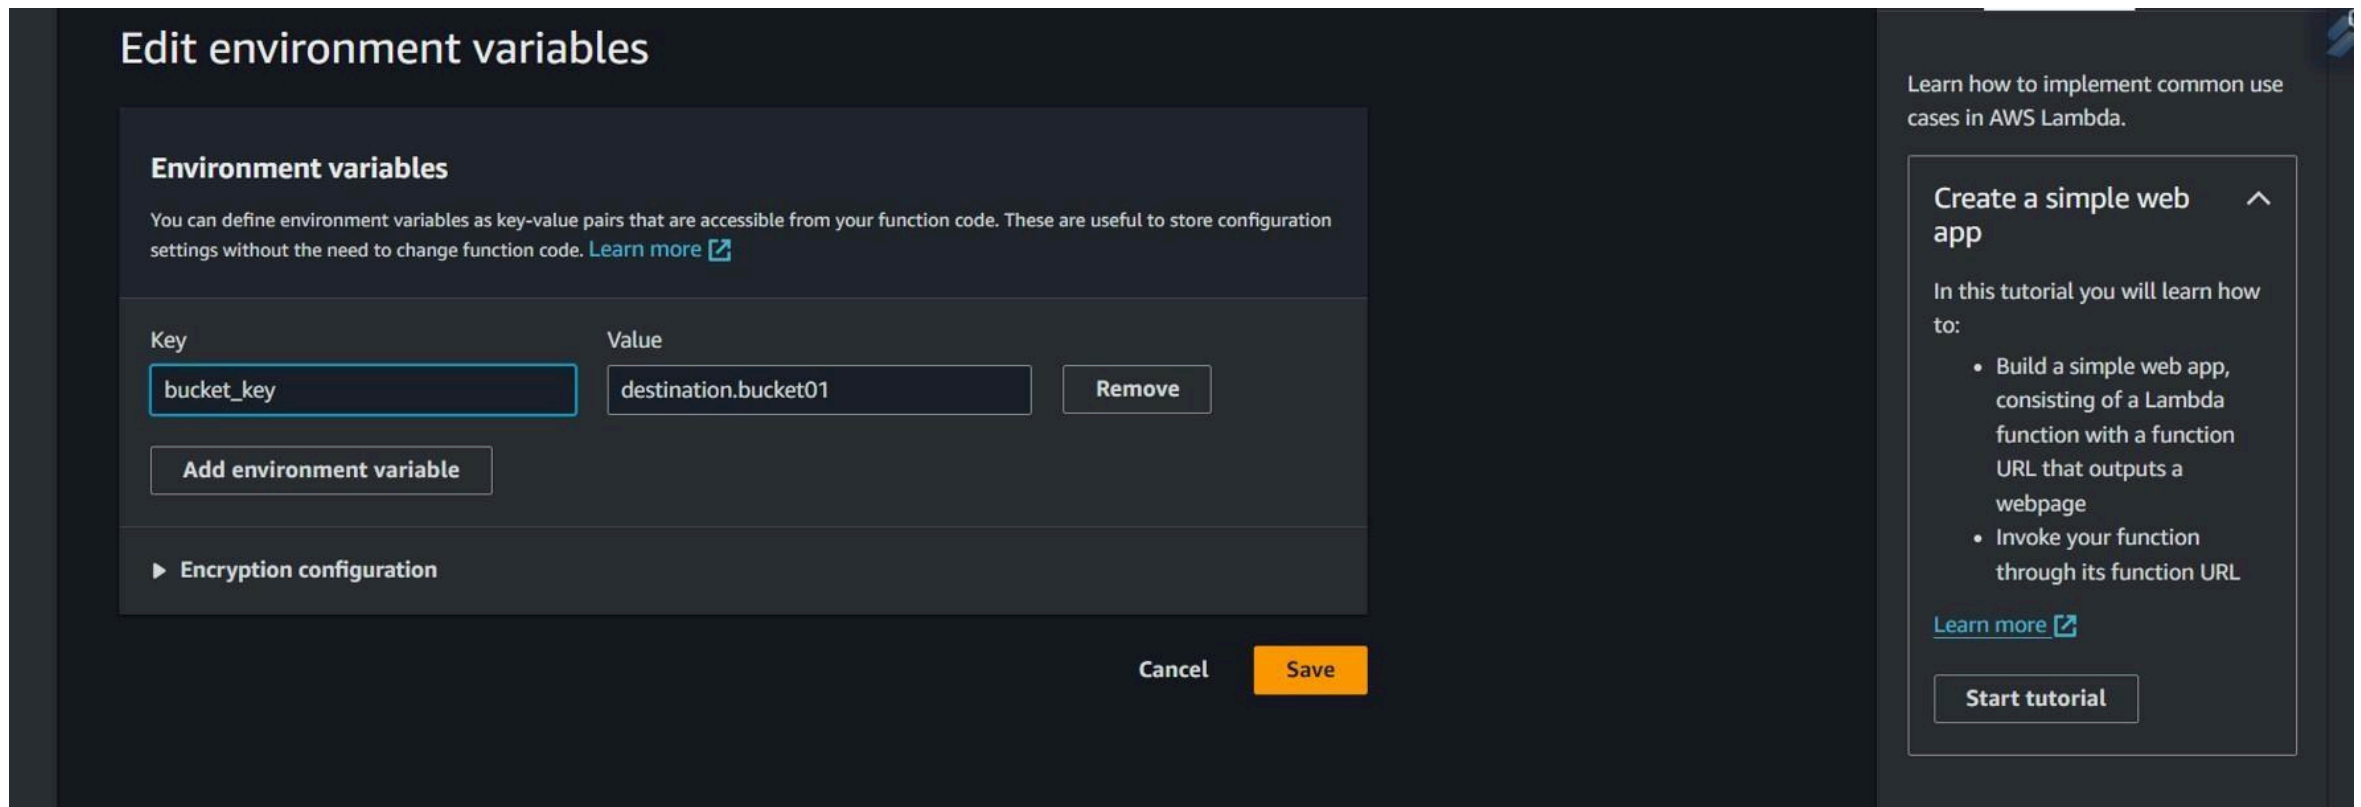 Edit environment variables
Environment variables
You can define environment variables as key-value pairs that are accessible from your function code. These are useful to store configuration
settings without the need to change function code. Learn more
Key
Value
bucket_key
destination.bucket01
Remove
Add environment variable
Encryption configuration
Cancel
Save
Learn how to implement common use
cases in AWS Lambda.
Create a simple web
app
In this tutorial you will learn how
to:
• Build a simple web app,
consisting of a Lambda
function with a function
URL that outputs a
webpage
• Invoke your function
through its function URL
Learn more
Start tutorial